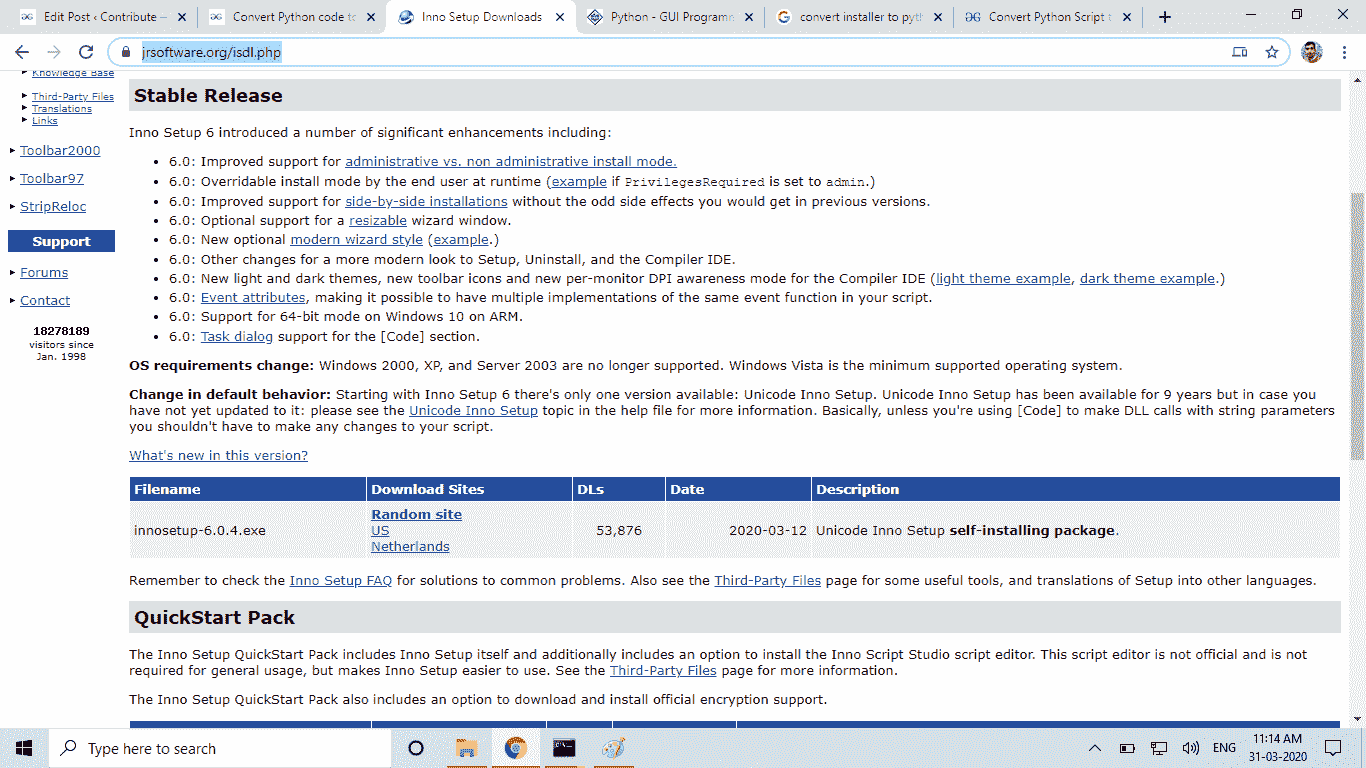 Edit Post ‹ Contribute —
Convert Python code to
Inno Setup Downloads
Python - GUI Programm
convert installer to pyth
Convert Python Script t
jrsoftware.org/isdl.php
Knowledge Base
Third-Party Files
Translations
Links
Toolbar2000
Toolbar97
StripReloc
Support
Forums
Contact
18278189
visitors since
Jan. 1998
Stable Release
Inno Setup 6 introduced a number of significant enhancements including:
• 6.0: Improved support for administrative vs. non administrative install mode.
• 6.0: Overridable install mode by the end user at runtime (example if PrivilegesRequired is set to admin.)
• 6.0: Improved support for side-by-side installations without the odd side effects you would get in previous versions.
• 6.0: Optional support for a resizable wizard window.
• 6.0: New optional modern wizard style (example.)
• 6.0: Other changes for a more modern look to Setup, Uninstall, and the Compiler IDE.
• 6.0: New light and dark themes, new toolbar icons and new per-monitor DPI awareness mode for the Compiler IDE (light theme example, dark theme example.)
• 6.0: Event attributes, making it possible to have multiple implementations of the same event function in your script.
• 6.0: Support for 64-bit mode on Windows 10 on ARM.
• 6.0: Task dialog support for the [Code] section.
OS requirements change: Windows 2000, XP, and Server 2003 are no longer supported. Windows Vista is the minimum supported operating system.
Change in default behavior: Starting with Inno Setup 6 there's only one version available: Unicode Inno Setup. Unicode Inno Setup has been available for 9 years but in case you
have not yet updated to it: please see the Unicode Inno Setup topic in the help file for more information. Basically, unless you're using [Code] to make DLL calls with string parameters
you shouldn't have to make any changes to your script.
What's new in this version?
Filename Download Sites DLs Date Description
innosetup-6.0.4.exe
Random site
US
Netherlands
53,876
2020-03-12
Unicode Inno Setup self-installing package.
Remember to check the Inno Setup FAQ for solutions to common problems. Also see the Third-Party Files page for some useful tools, and translations of Setup into other languages.
QuickStart Pack
The Inno Setup QuickStart Pack includes Inno Setup itself and additionally includes an option to install the Inno Script Studio script editor. This script editor is not official and is not
required for general usage, but makes Inno Setup easier to use. See the Third-Party Files page for more information.
The Inno Setup QuickStart Pack also includes an option to download and install official encryption support.
Type here to search
ENG
11:14 AM
31-03-2020